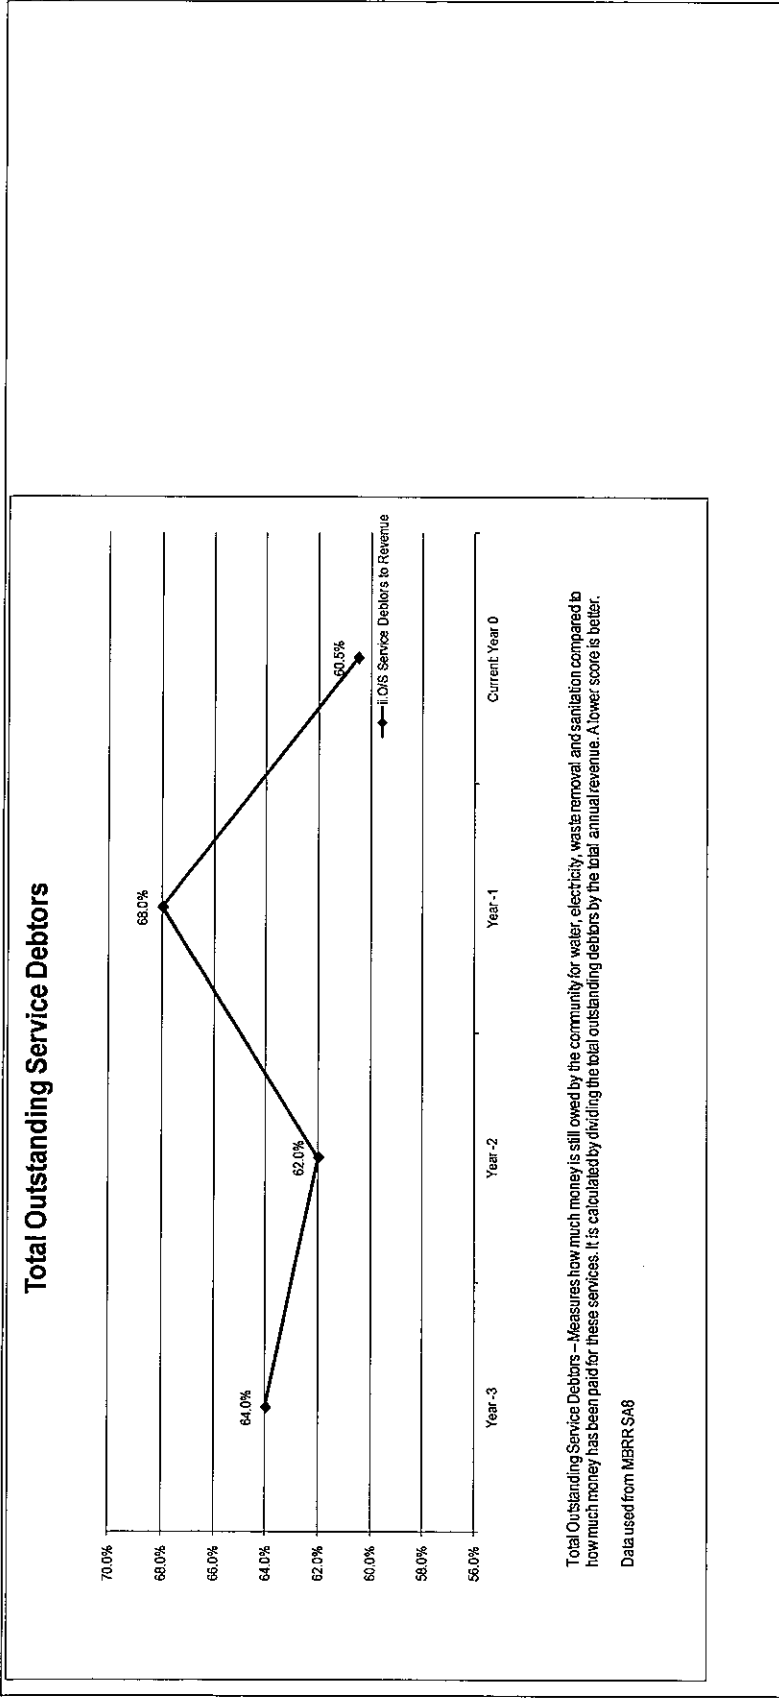 Total Outstanding Service Debtors
70.0%
68.0%
66.0%
64.0%
62.0%
60.0%
58.0%
56.0%
64.0%
62.0%
68.0%
60.5%
ii.O/S Service Debtors to Revenue
Year -3
Year -2
Year -1
Current Year 0
Total Outstanding Service Debtors – Measures how much money is still owed by the community for water, electricity, waste removal and sanitation compared to
how much money has been paid for these services. It is calculated by dividing the total outstanding debtors by the total annual revenue. A lower score is better.
Data used from MBRR SA8